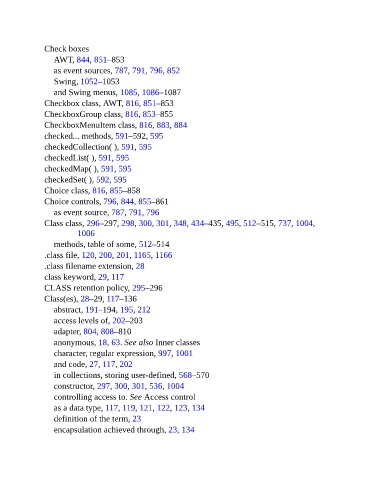 Check boxes
AWT, 844, 851–853
as event sources, 787, 791, 796, 852
Swing, 1052–1053
and Swing menus, 1085, 1086–1087
Checkbox class, AWT, 816, 851–853
CheckboxGroup class, 816, 853–855
CheckboxMenuItem class, 816, 883, 884
checked... methods, 591–592, 595
checkedCollection( ), 591, 595
checkedList( ), 591, 595
checkedMap( ), 591, 595
checkedSet( ), 592, 595
Choice class, 816, 855–858
Choice controls, 796, 844, 855–861
as event source, 787, 791, 796
Class class, 296–297, 298, 300, 301, 348, 434–435, 495, 512–515, 737, 1004,
1006
methods, table of some, 512–514
.class file, 120, 200, 201, 1165, 1166
.class filename extension, 28
class keyword, 29, 117
CLASS retention policy, 295–296
Class(es), 28–29, 117–136
abstract, 191–194, 195, 212
access levels of, 202–203
adapter, 804, 808–810
anonymous, 18, 63. See also Inner classes
character, regular expression, 997, 1001
and code, 27, 117, 202
in collections, storing user-defined, 568–570
constructor, 297, 300, 301, 536, 1004
controlling access to. See Access control
as a data type, 117, 119, 121, 122, 123, 134
definition of the term, 23
encapsulation achieved through, 23, 134